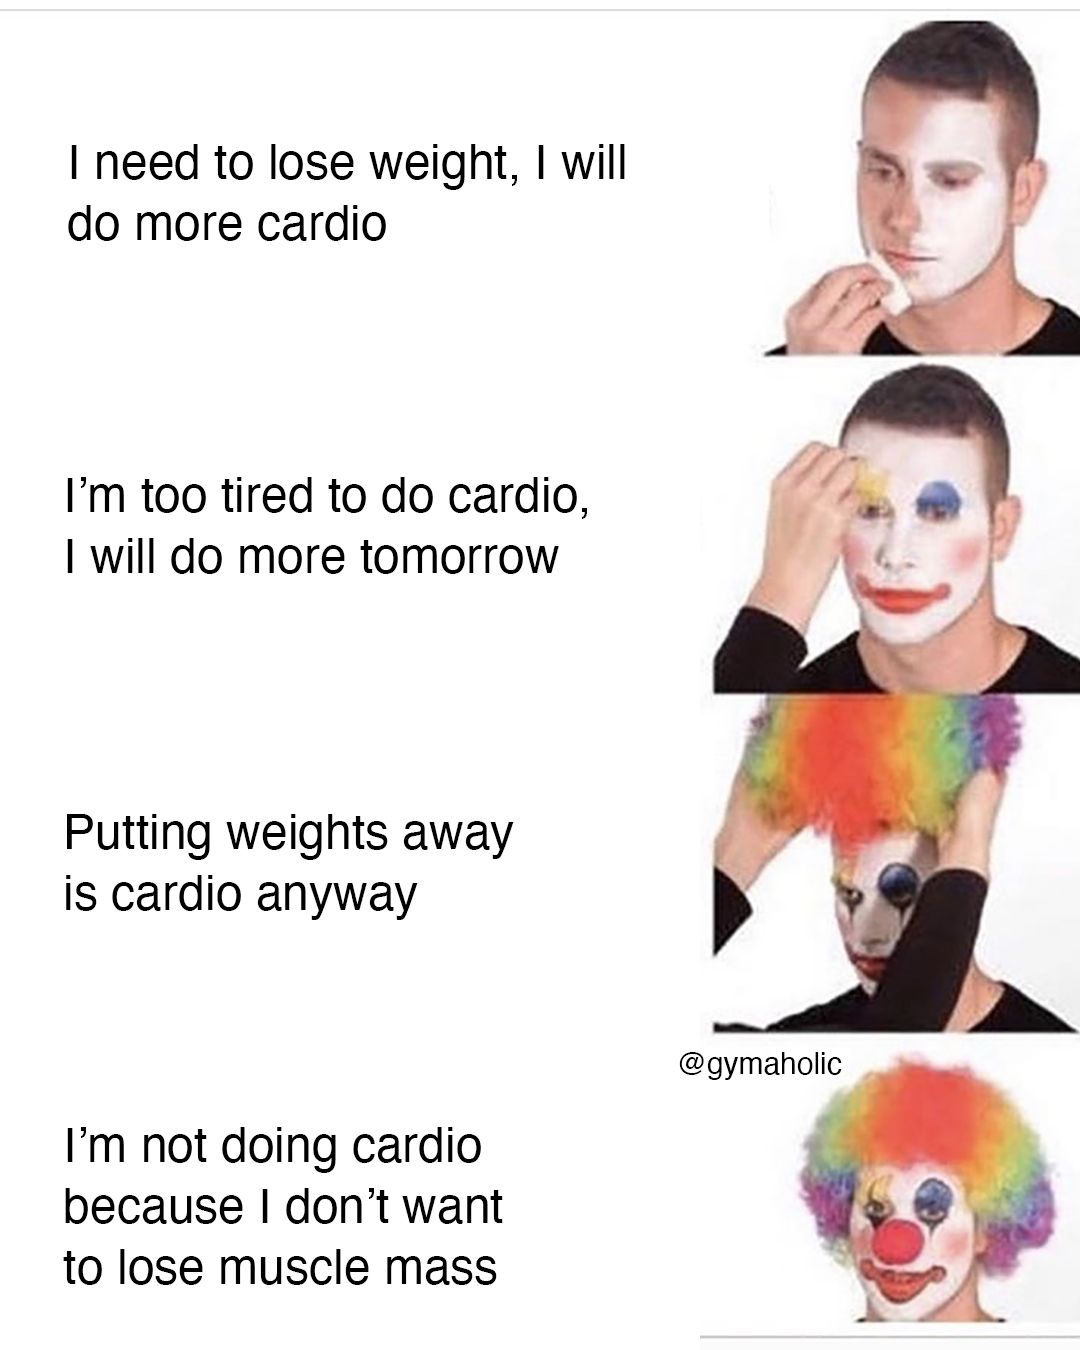 I need to lose weight, I will
do more cardio
I’m too tired to do cardio,
I will do more tomorrow
Putting weights away
is cardio anyway
@gymaholic
I’m not doing cardio
because I don’t want
to lose muscle mass